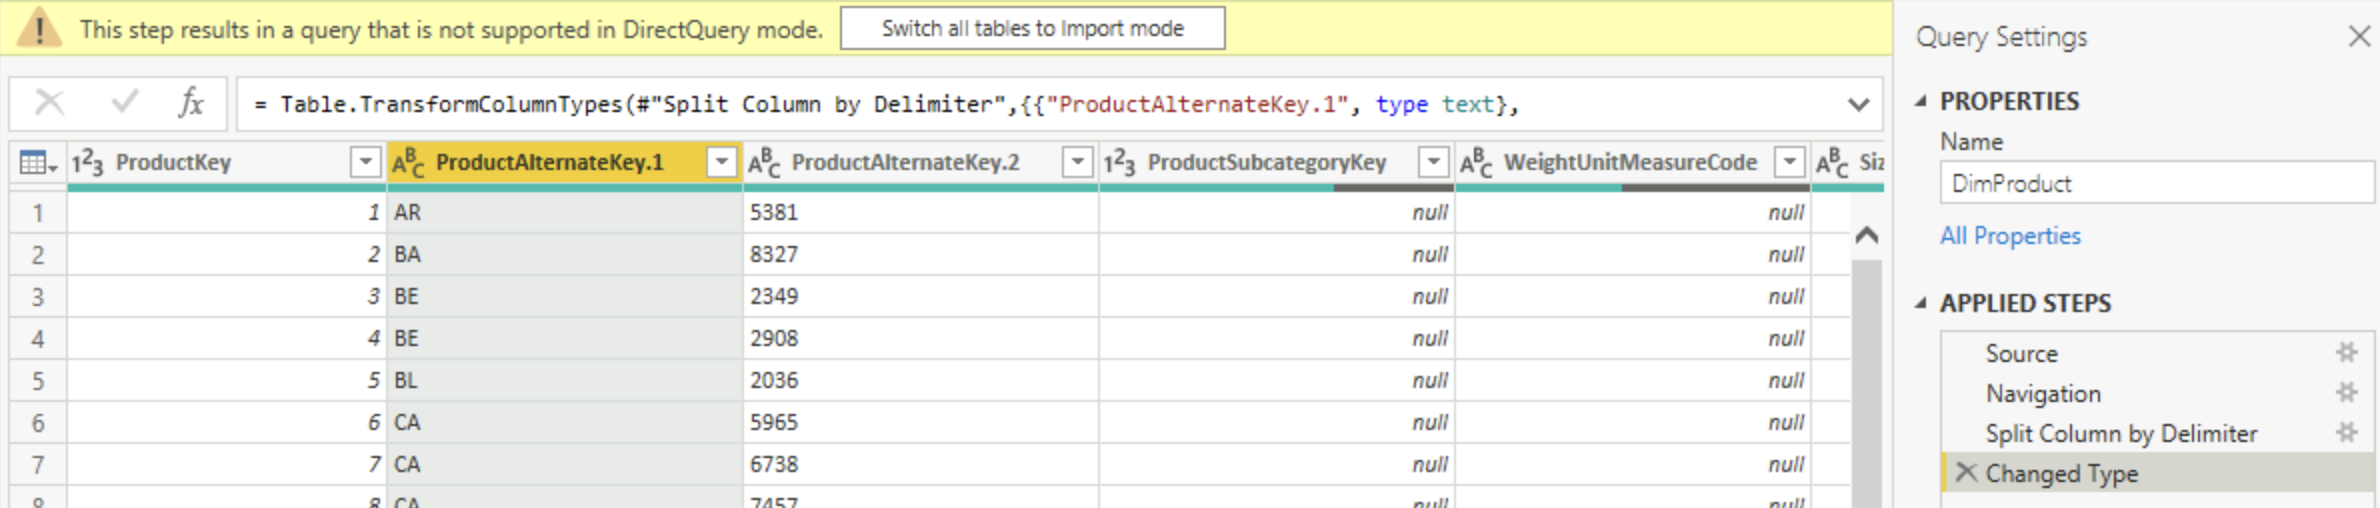 This step results in a query that is not supported in DirectQuery mode. Switch all tables to Import mode
fx = Table.TransformColumnTypes(#"Split Column by Delimiter",{{"ProductAlternateKey.1", type text},
123 ProductKey ABC ProductAlternateKey.1 ABC ProductAlternateKey.2 123 ProductSubcategoryKey ABC WeightUnitMeasureCode ABC Siz
1 1 AR 5381 null null
2 2 BA 8327 null null
3 3 BE 2349 null null
4 4 BE 2908 null null
5 5 BL 2036 null null
6 6 CA 5965 null null
7 7 CA 6738 null null
8 8 CA 7457 null null
Query Settings
PROPERTIES
Name
DimProduct
All Properties
APPLIED STEPS
Source
Navigation
Split Column by Delimiter
Changed Type